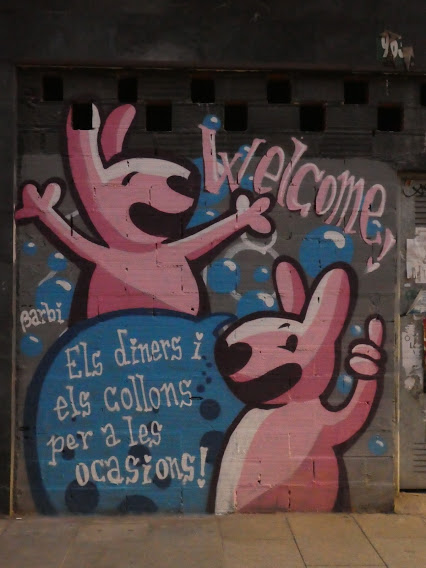 Welcome!
Barbi
Els diners i
els collons
per a les
ocasions!